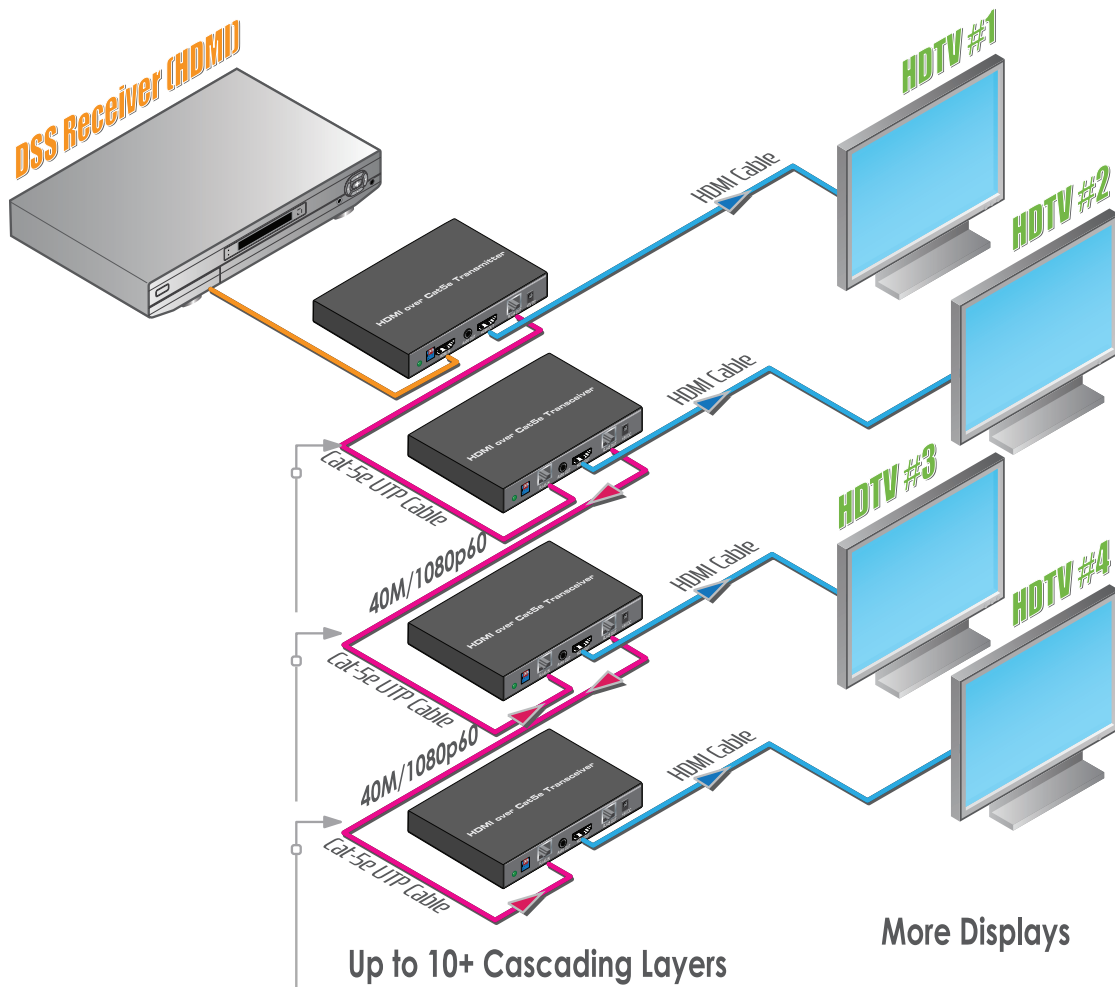 DSS Receiver (HDMI)
HDTV #1
HDMI Cable
HDMI over Cat5e Transmitter
HDTV #2
HDMI Cable
HDMI over Cat5e Transceiver
Cat-5e UTP Cable
HDTV #3
40M/1080p60
HDMI Cable
HDMI over Cat5e Transceiver
HDTV #4
Cat-5e UTP Cable
40M/1080p60
HDMI Cable
HDMI over Cat5e Transceiver
Cat-5e UTP Cable
More Displays
Up to 10+ Cascading Layers